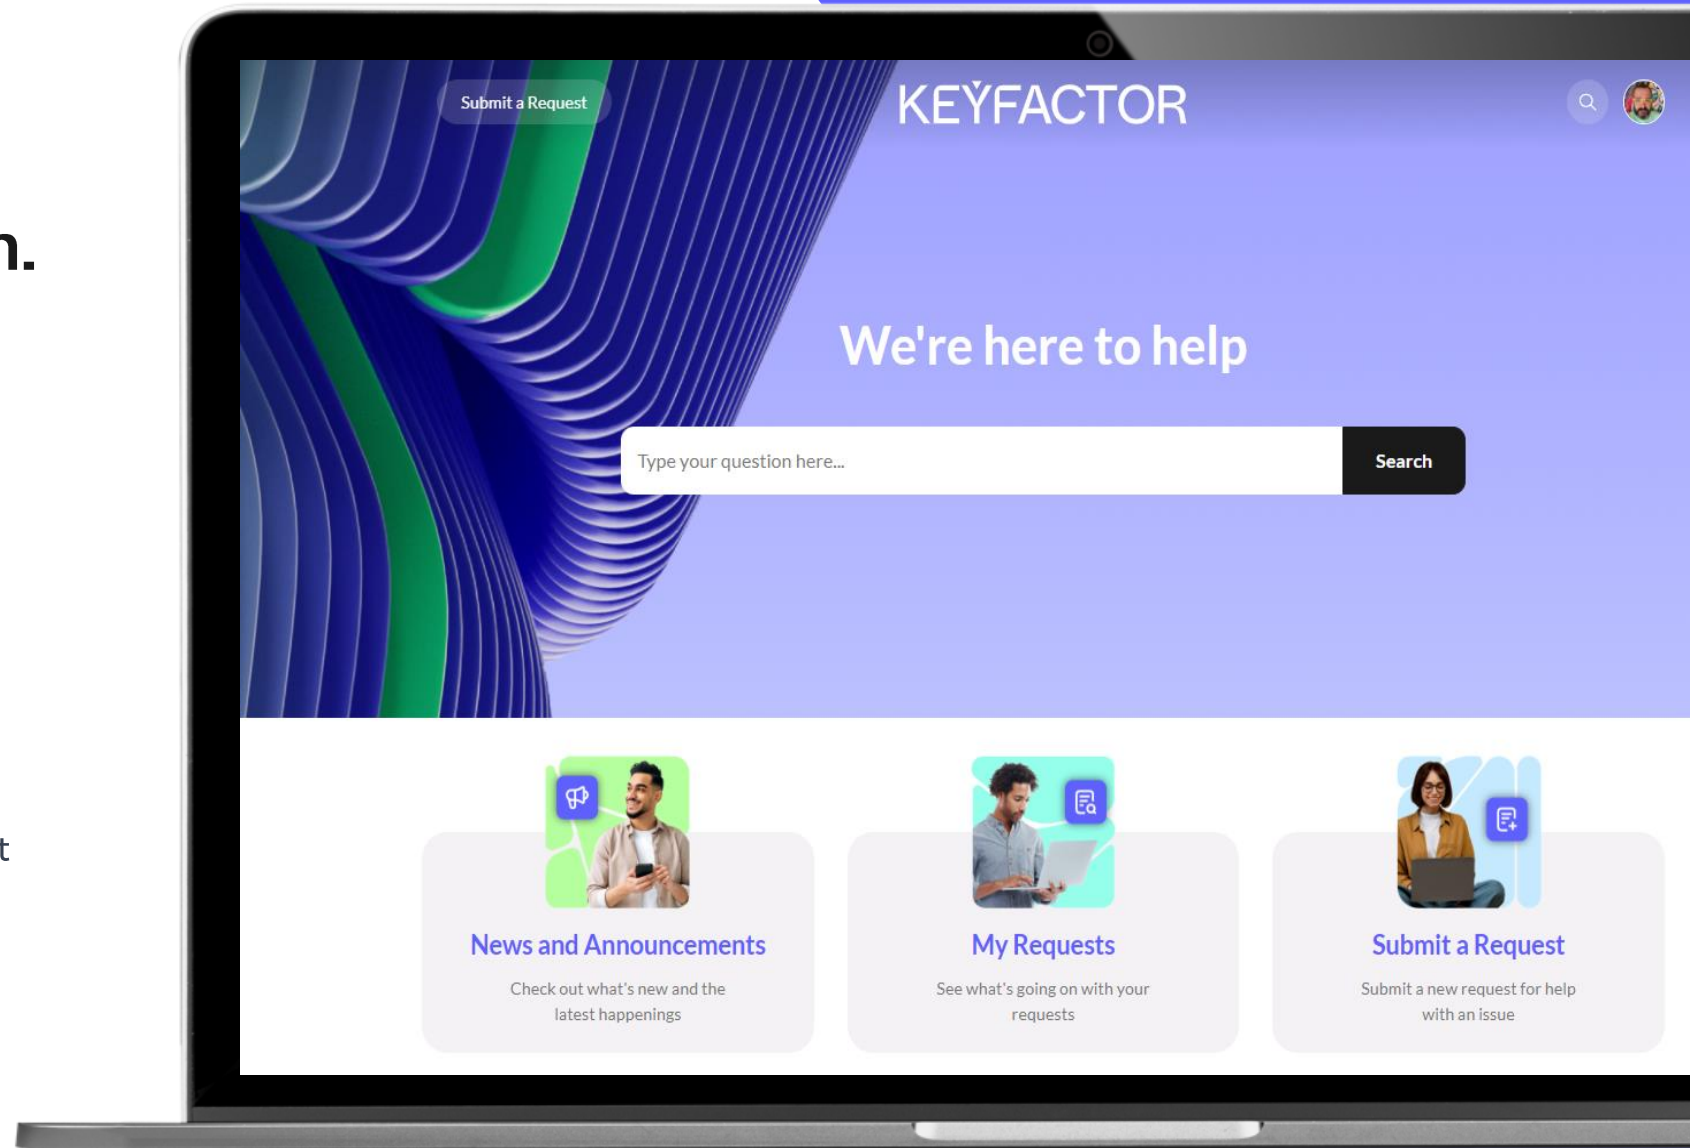 n.
t
Submit a Request
KEYFACTOR
We're here to help
Type your question here...
Search
News and Announcements
Check out what's new and the
latest happenings
My Requests
See what's going on with your
requests
Submit a Request
Submit a new request for help
with an issue